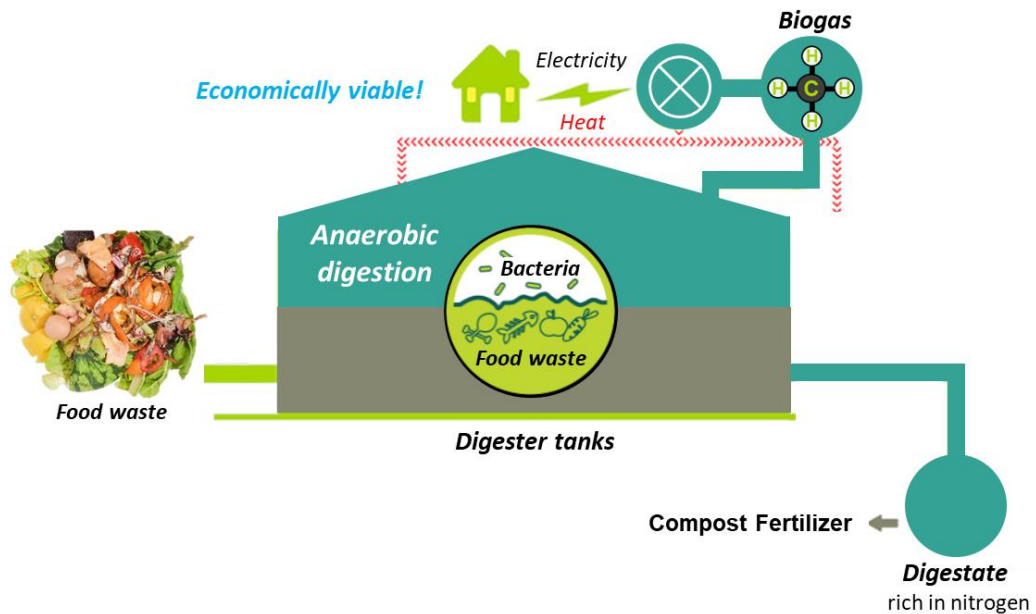 Biogas
Electricity
Economically viable!
Heat
H
H C H
H
Anaerobic
digestion
Bacteria
Food waste
Food waste
Digester tanks
Compost Fertilizer
Digestate
rich in nitrogen